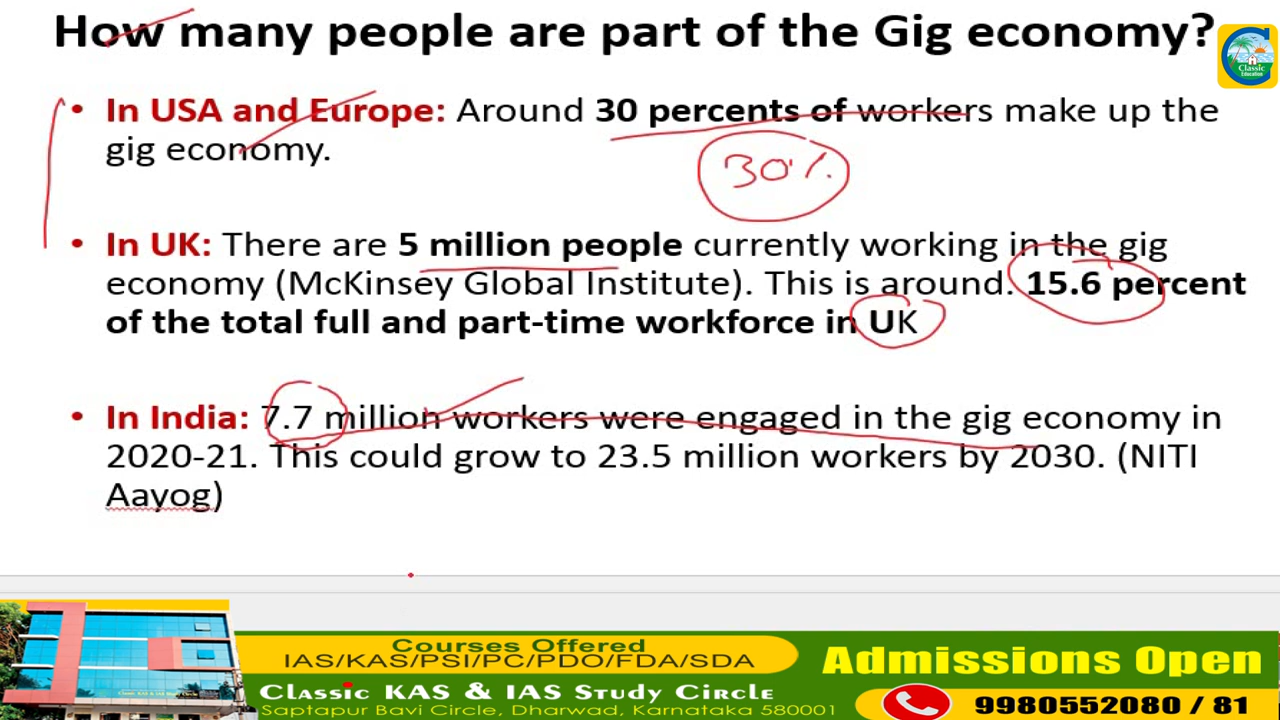 How many people are part of the Gig economy?
Classic
Education
• In USA and Europe: Around 30 percents of workers make up the
gig economy.
30%
• In UK: There are 5 million people currently working in the gig
economy (McKinsey Global Institute). This is around. 15.6 percent
of the total full and part-time workforce in UK
• In India: 7.7 million workers were engaged in the gig economy in
2020-21. This could grow to 23.5 million workers by 2030. (NITI
Aayog)
Courses Offered
IAS/KAS/PSI/PC/PDO/FDA/SDA
Classic KAS & IAS Study Circle
Saptapur Bavi Circle, Dharwad, Karnataka 580001
Admissions Open
9980552080 / 81